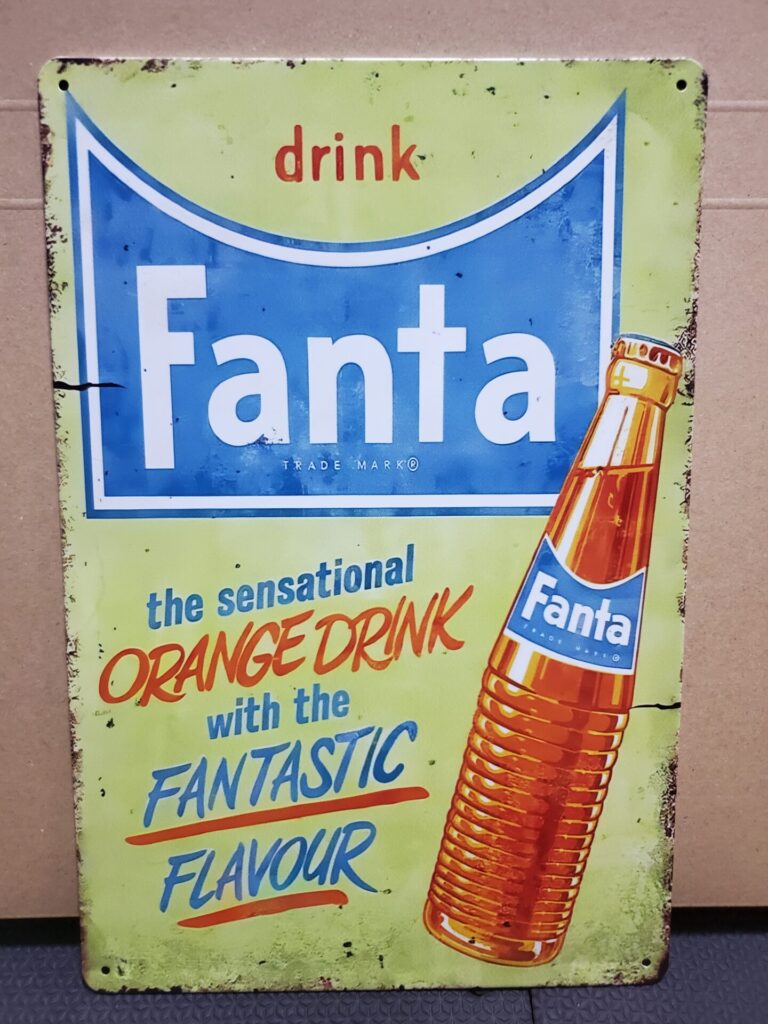 drink
Fanta
TRADE MARK®
the sensational
ORANGE DRINK
with the
FANTASTIC
FLAVOUR
Fanta
TRADE MARK®